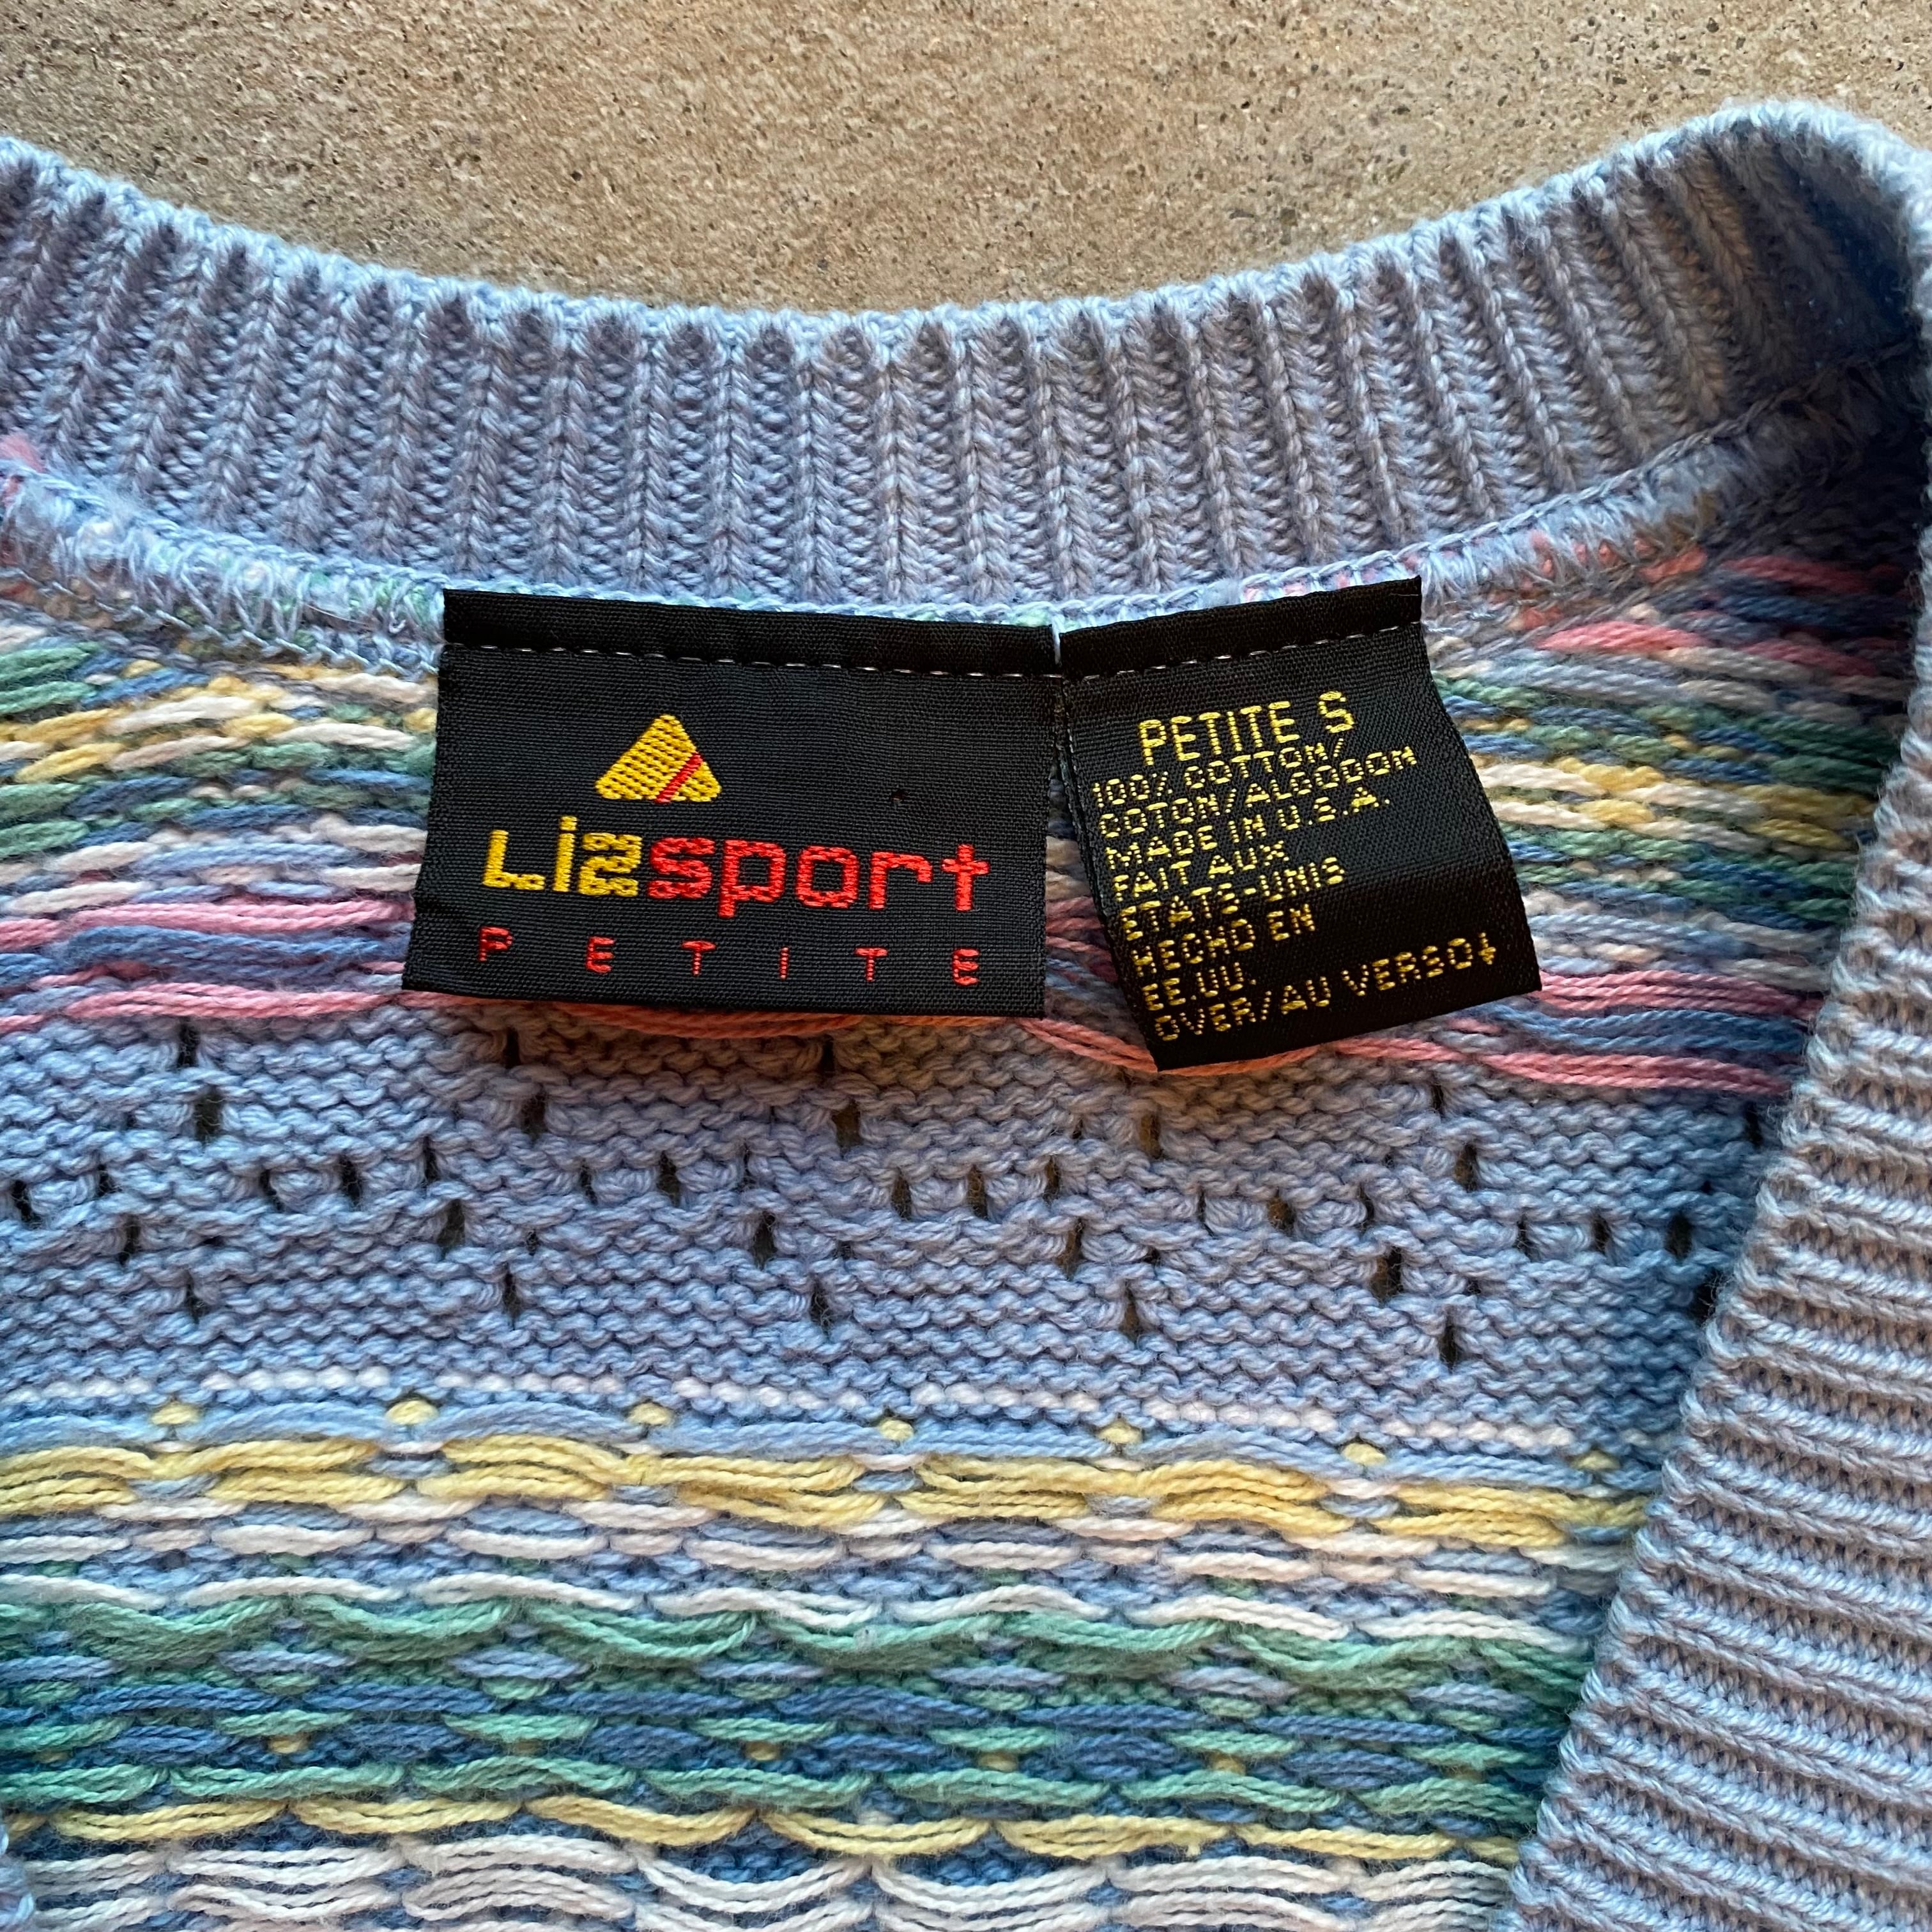 Lizsport
PETITE
PETITE S
100% COTTON/
COTON/ALGODON
MADE IN U.S.A.
FAIT AUX
ETATS-UNIS
HECHO EN
EE.UU.
OVER/AU VERSO↓